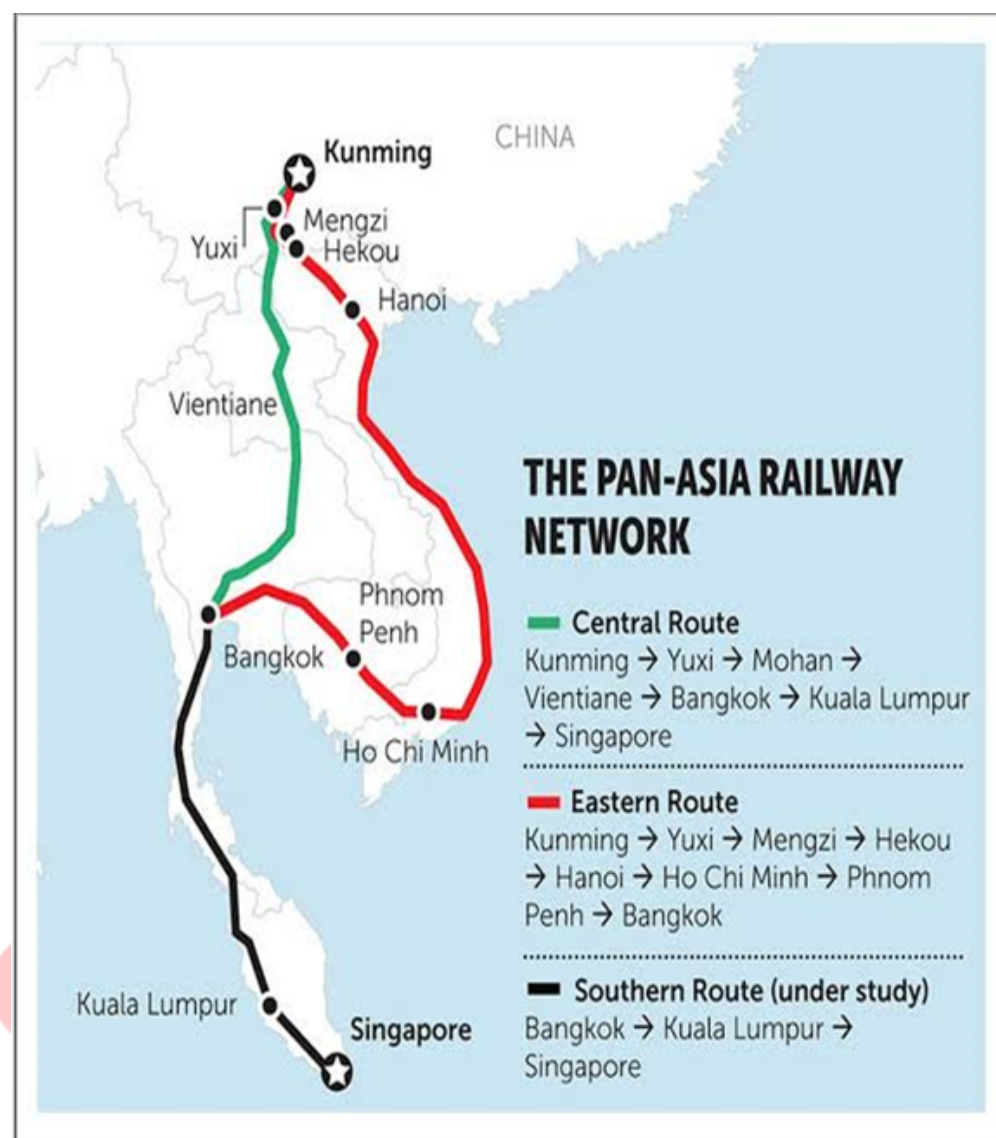 CHINA
Kunming
Mengzi
Yuxi
Hekou
Hanoi
Vientiane
THE PAN-ASIA RAILWAY
NETWORK
Phnom
Penh
Bangkok
Ho Chi Minh
Kuala Lumpur
Singapore
Central Route
Kunming → Yuxi → Mohan →
Vientiane → Bangkok → Kuala Lumpur
→ Singapore
Eastern Route
Kunming → Yuxi → Mengzi → Hekou
→ Hanoi → Ho Chi Minh → Phnom
Penh → Bangkok
Southern Route (under study)
Bangkok → Kuala Lumpur →
Singapore